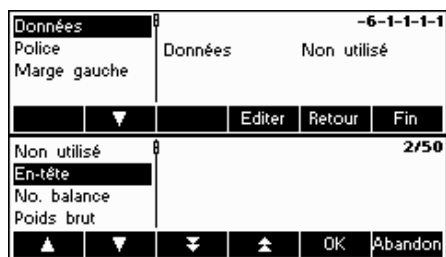 Données -6-1-1-1-1
Police Données Non utilisé
Marge gauche
Editer Retour Fin
Non utilisé 2/50
En-tête
No. balance
Poids brut
OK Abandon